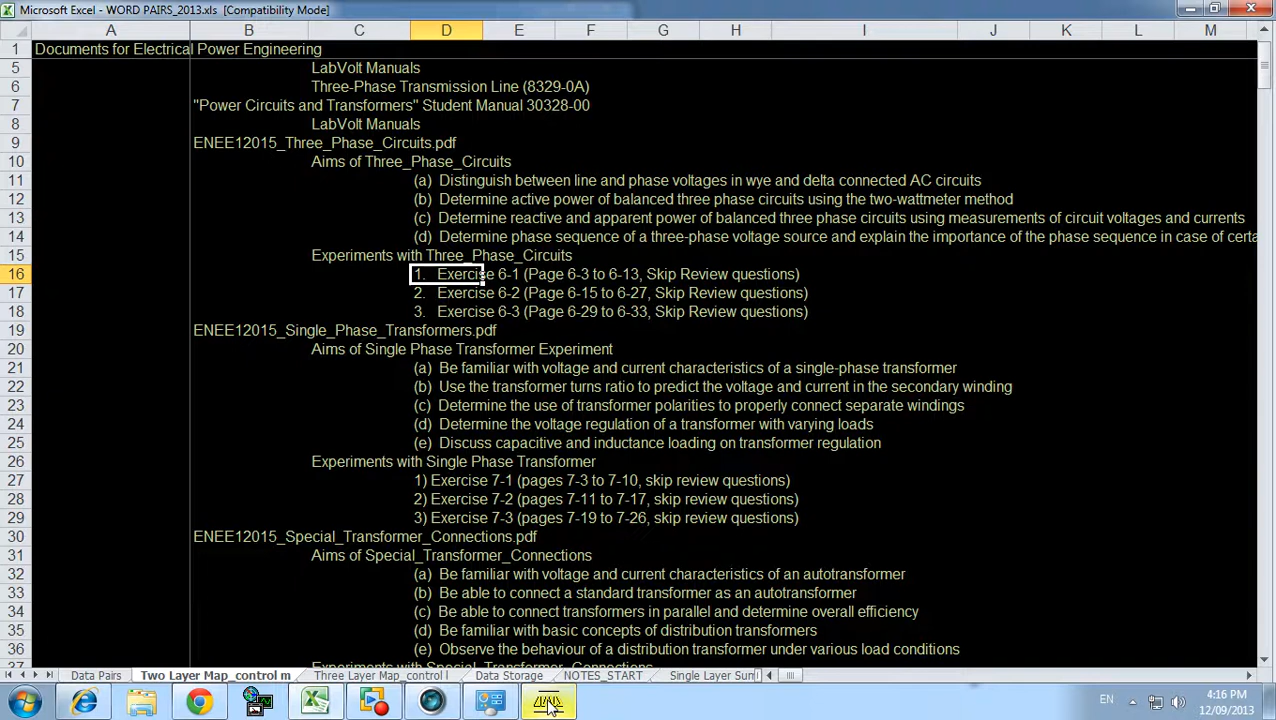 Microsoft Excel - WORD PAIRS_2013.xls [Compatibility Mode]
A B C D E F G H I J K L M
1 Documents for Electrical Power Engineering
5 LabVolt Manuals
6 Three-Phase Transmission Line (8329-0A)
7 "Power Circuits and Transformers" Student Manual 30328-00
8 LabVolt Manuals
9 ENEE12015_Three_Phase_Circuits.pdf
10 Aims of Three_Phase_Circuits
11 (a) Distinguish between line and phase voltages in wye and delta connected AC circuits
12 (b) Determine active power of balanced three phase circuits using the two-wattmeter method
13 (c) Determine reactive and apparent power of balanced three phase circuits using measurements of circuit voltages and currents
14 (d) Determine phase sequence of a three-phase voltage source and explain the importance of the phase sequence in case of certa
15 Experiments with Three_Phase_Circuits
16 1. Exercise 6-1 (Page 6-3 to 6-13, Skip Review questions)
17 2. Exercise 6-2 (Page 6-15 to 6-27, Skip Review questions)
18 3. Exercise 6-3 (Page 6-29 to 6-33, Skip Review questions)
19 ENEE12015_Single_Phase_Transformers.pdf
20 Aims of Single Phase Transformer Experiment
21 (a) Be familiar with voltage and current characteristics of a single-phase transformer
22 (b) Use the transformer turns ratio to predict the voltage and current in the secondary winding
23 (c) Determine the use of transformer polarities to properly connect separate windings
24 (d) Determine the voltage regulation of a transformer with varying loads
25 (e) Discuss capacitive and inductance loading on transformer regulation
26 Experiments with Single Phase Transformer
27 1) Exercise 7-1 (pages 7-3 to 7-10, skip review questions)
28 2) Exercise 7-2 (pages 7-11 to 7-17, skip review questions)
29 3) Exercise 7-3 (pages 7-19 to 7-26, skip review questions)
30 ENEE12015_Special_Transformer_Connections.pdf
31 Aims of Special_Transformer_Connections
32 (a) Be familiar with voltage and current characteristics of an autotransformer
33 (b) Be able to connect a standard transformer as an autotransformer
34 (c) Be able to connect transformers in parallel and determine overall efficiency
35 (d) Be familiar with basic concepts of distribution transformers
36 (e) Observe the behaviour of a distribution transformer under various load conditions
37 Experiments with Special_Transformer_Connections
Data Pairs Two Layer Map_control m Three Layer Map_control l Data Storage NOTES_START Single Layer Sum
EN 4:16 PM
12/09/2013